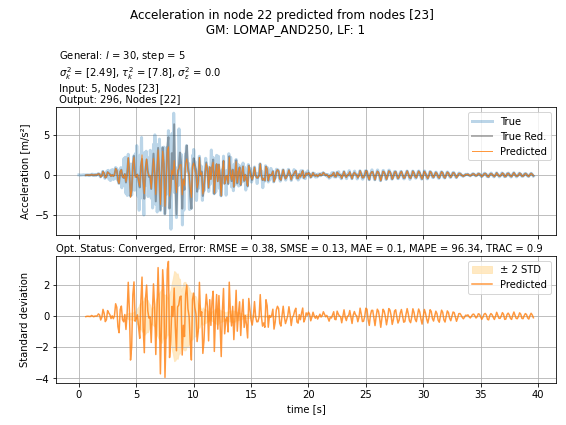 Acceleration in node 22 predicted from nodes [23]
GM: LOMAP_AND250, LF: 1
General: l = 30, step = 5
σ²ₖ = [2.49], τ²ₖ = [7.8], σ²_ε = 0.0
Input: 5, Nodes [23]
Output: 296, Nodes [22]
Acceleration [m/s²]
5
0
−5
True
True Red.
Predicted
Opt. Status: Converged, Error: RMSE = 0.38, SMSE = 0.13, MAE = 0.1, MAPE = 96.34, TRAC = 0.9
Standard deviation
2
0
−2
−4
± 2 STD
Predicted
0 5 10 15 20 25 30 35 40
time [s]